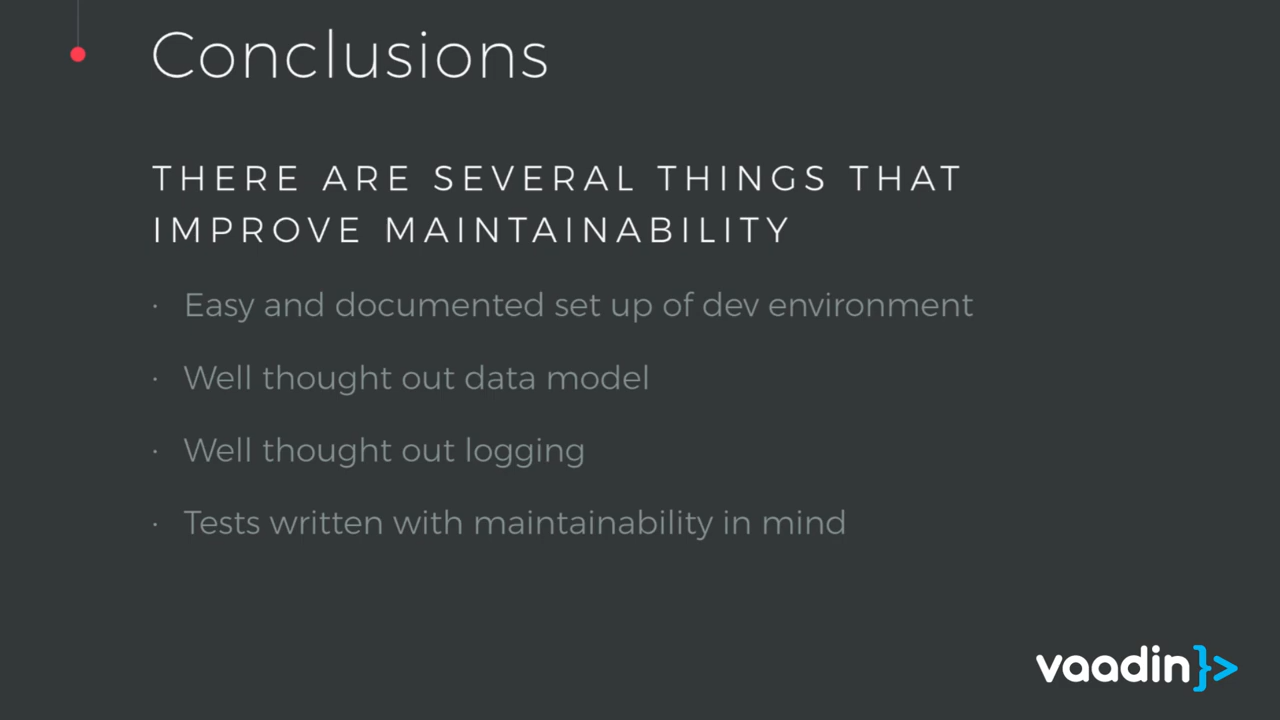 Conclusions
THERE ARE SEVERAL THINGS THAT
IMPROVE MAINTAINABILITY
· Easy and documented set up of dev environment
· Well thought out data model
· Well thought out logging
· Tests written with maintainability in mind
vaadin}>